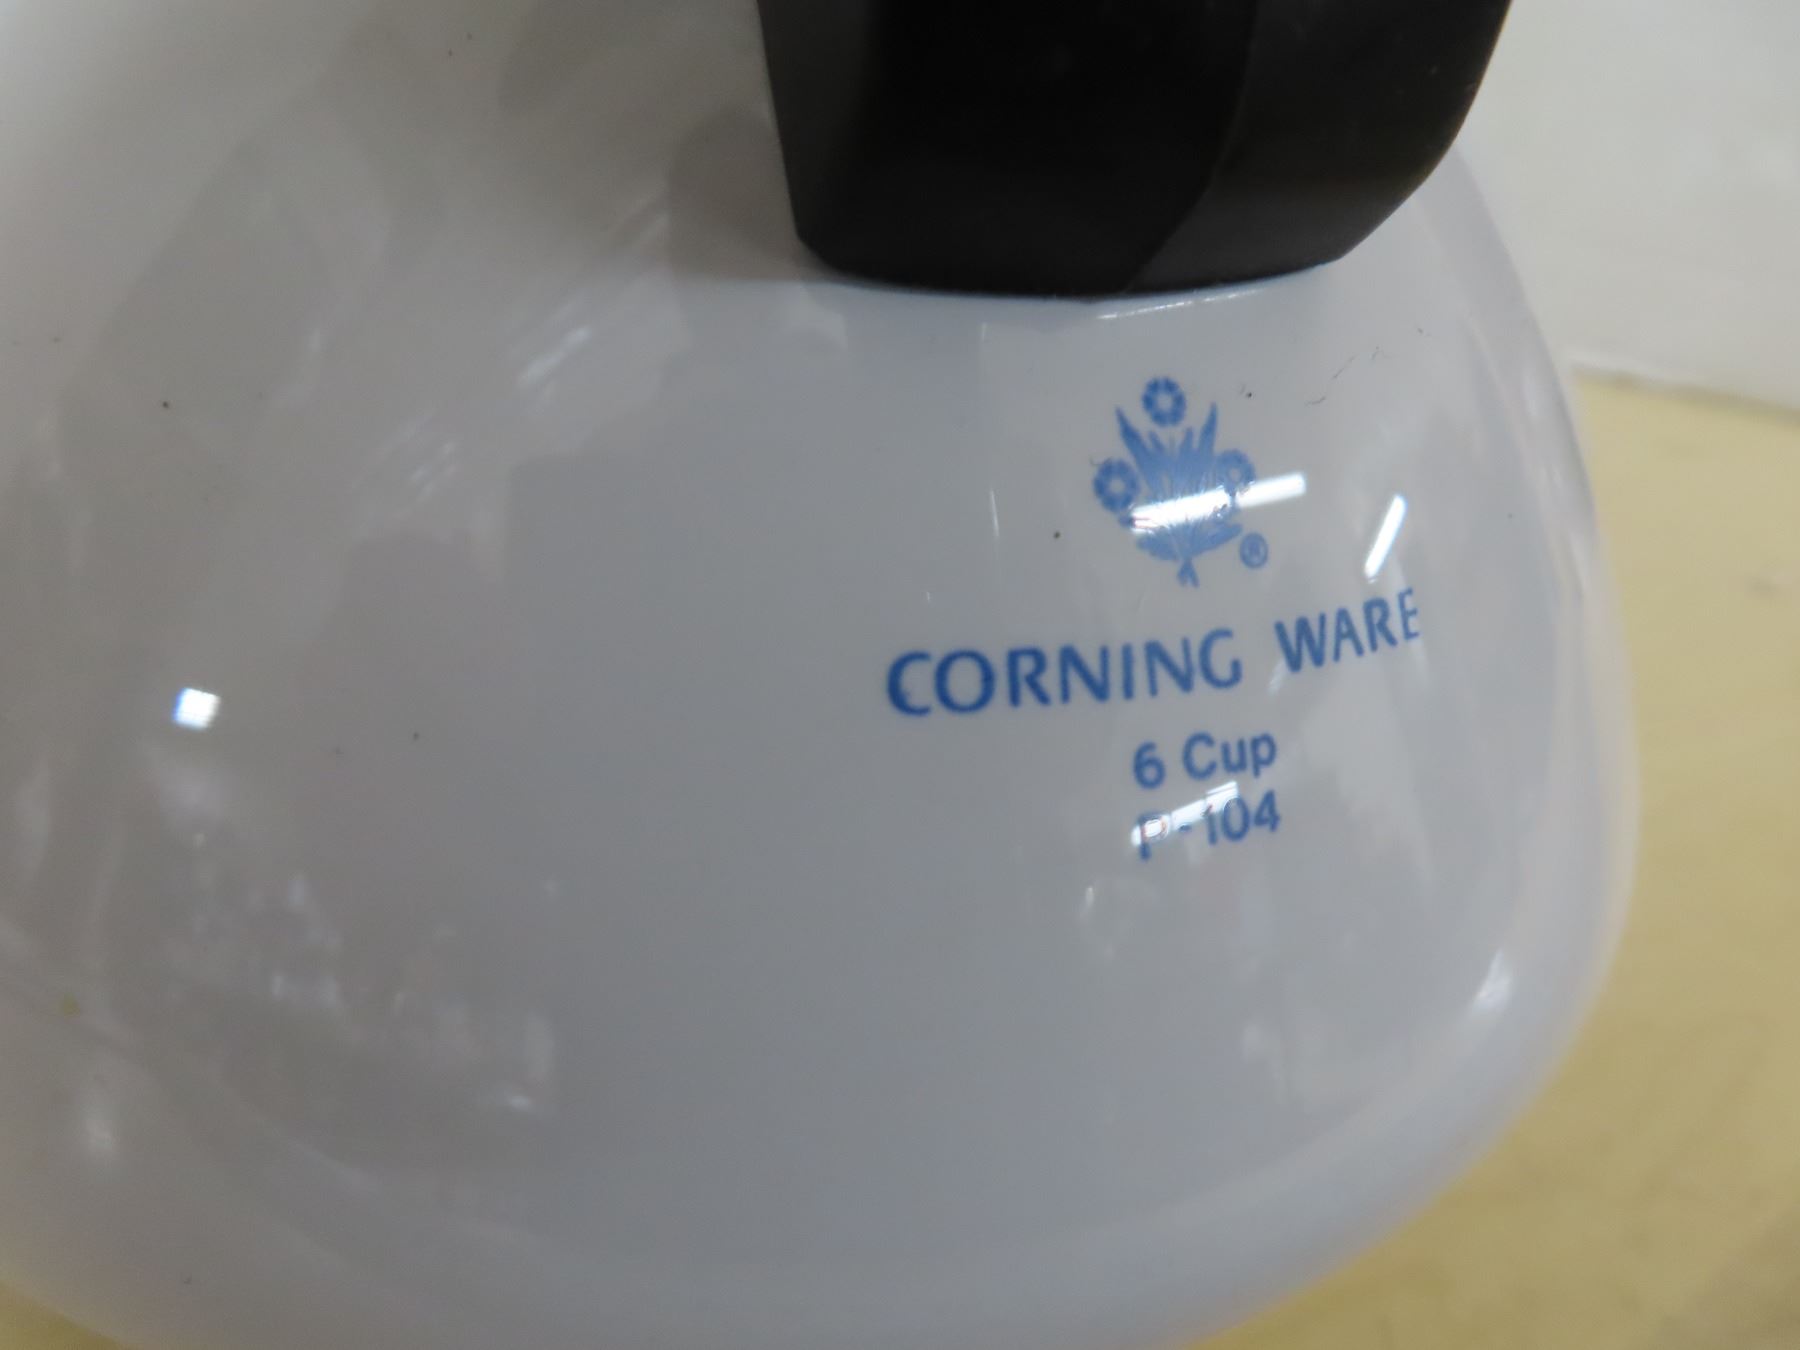 ®
CORNING WARE
6 Cup
P-104